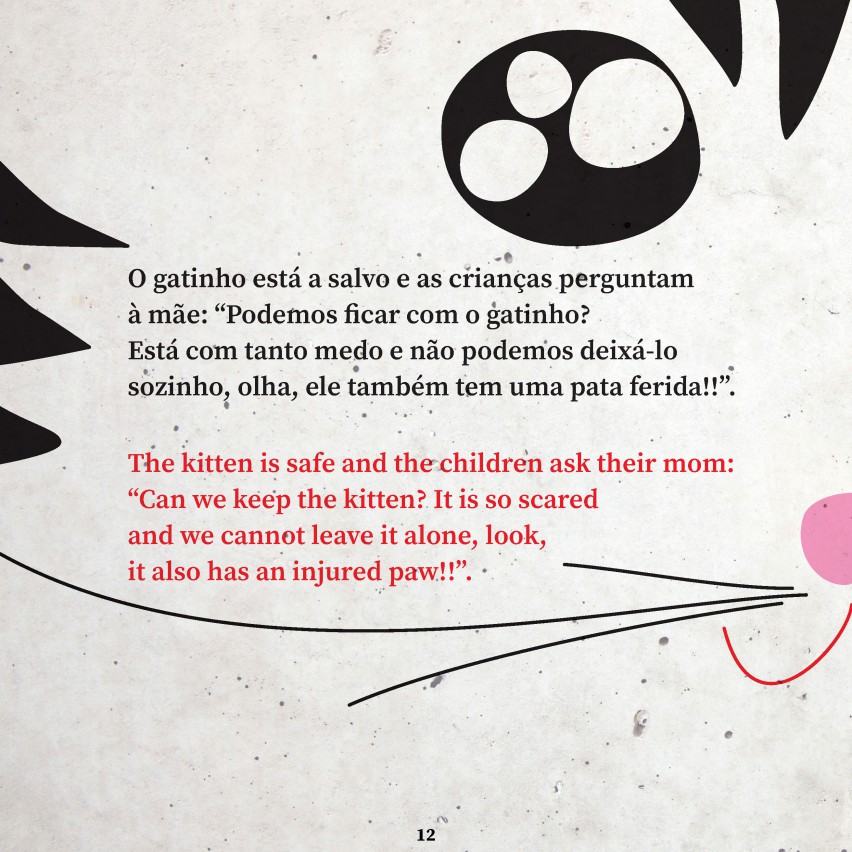 O gatinho está a salvo e as crianças perguntam
à mãe: “Podemos ficar com o gatinho?
Está com tanto medo e não podemos deixá-lo
sozinho, olha, ele também tem uma pata ferida!!”.
The kitten is safe and the children ask their mom:
“Can we keep the kitten? It is so scared
and we cannot leave it alone, look,
it also has an injured paw!!”.
12